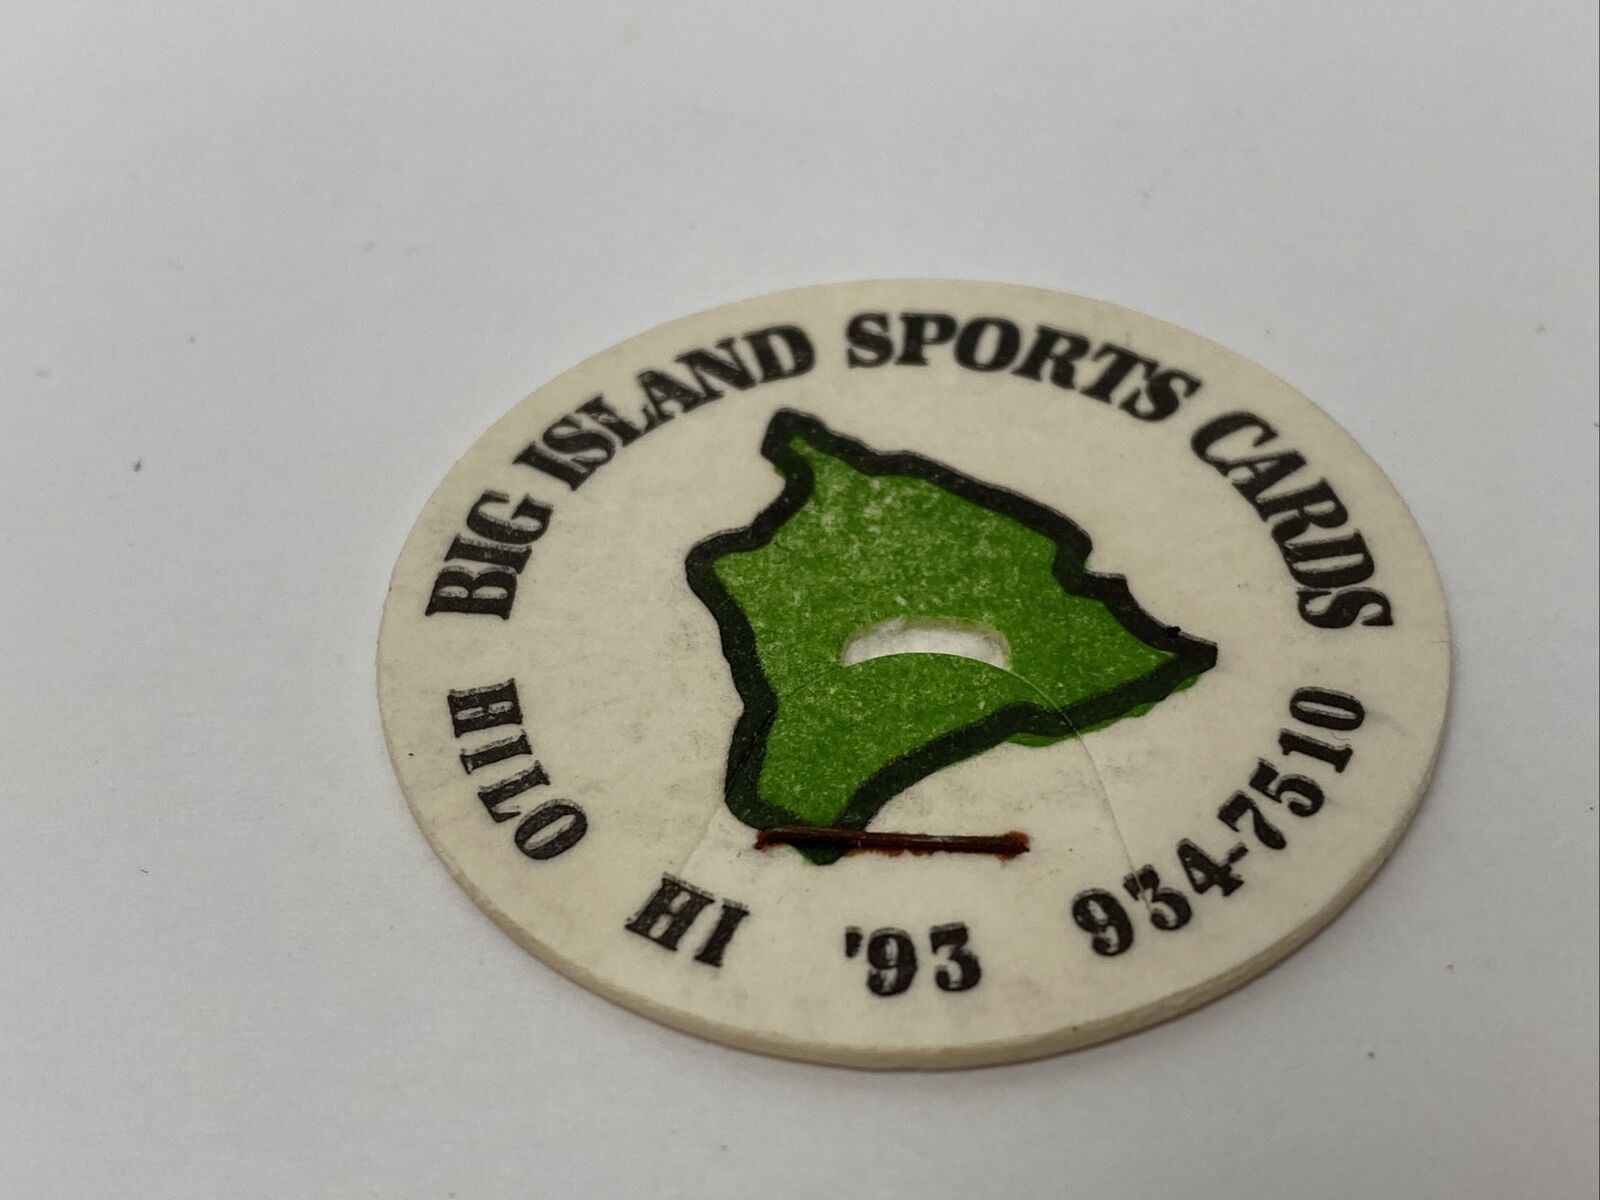 BIG ISLAND SPORTS CARDS
HILO HI '93 934-7510